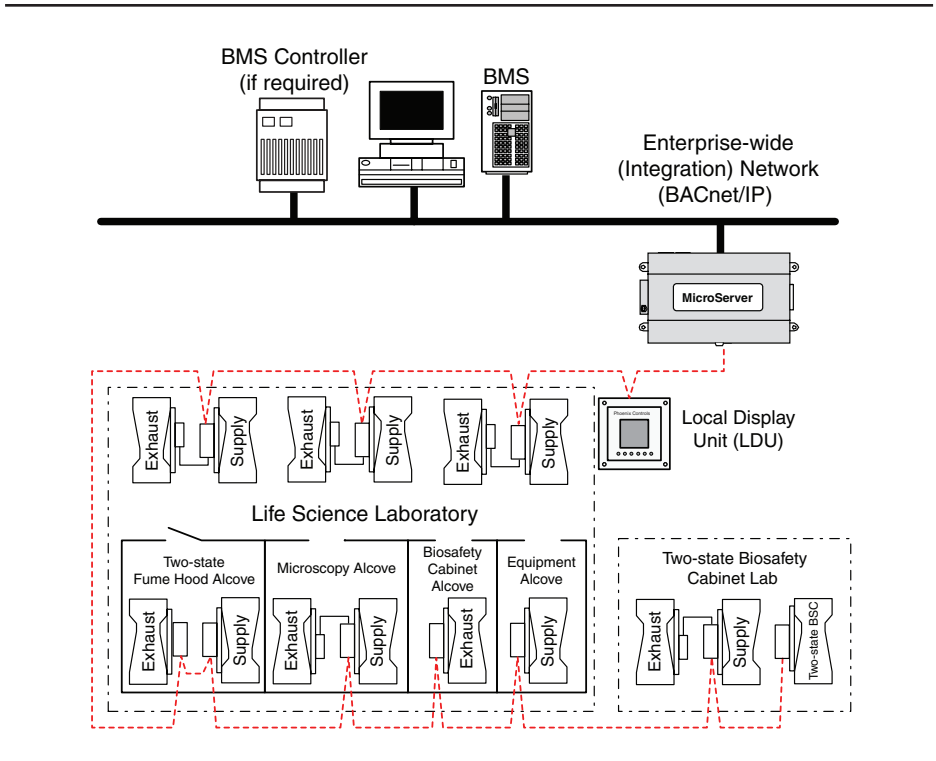 BMS Controller
(if required)
BMS
Enterprise-wide
(Integration) Network
(BACnet/IP)
MicroServer
Exhaust
Supply
Exhaust
Supply
Exhaust
Supply
Phoenix Controls
Local Display
Unit (LDU)
Life Science Laboratory
Two-state
Fume Hood Alcove
Microscopy Alcove
Biosafety
Cabinet
Alcove
Equipment
Alcove
Two-state Biosafety
Cabinet Lab
Exhaust
Supply
Exhaust
Supply
Exhaust
Supply
Exhaust
Supply
Two-state BSC